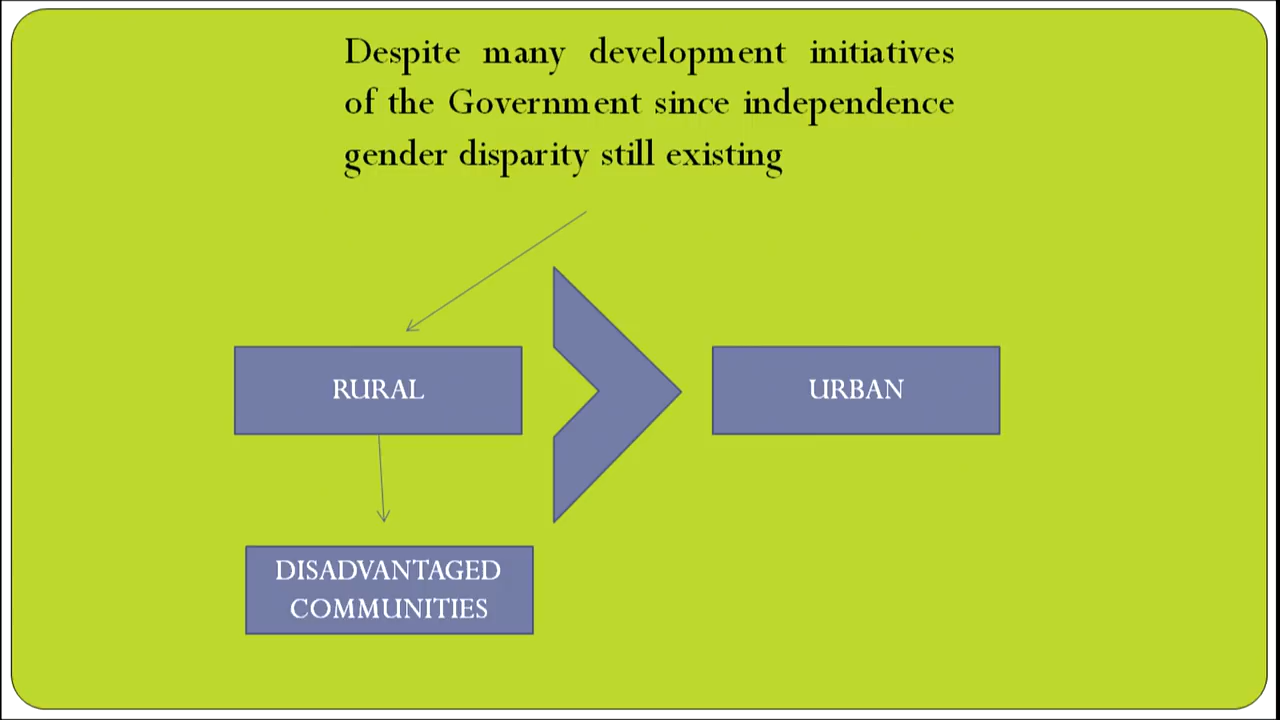 Despite many development initiatives
of the Government since independence
gender disparity still existing
RURAL
URBAN
DISADVANTAGED
COMMUNITIES